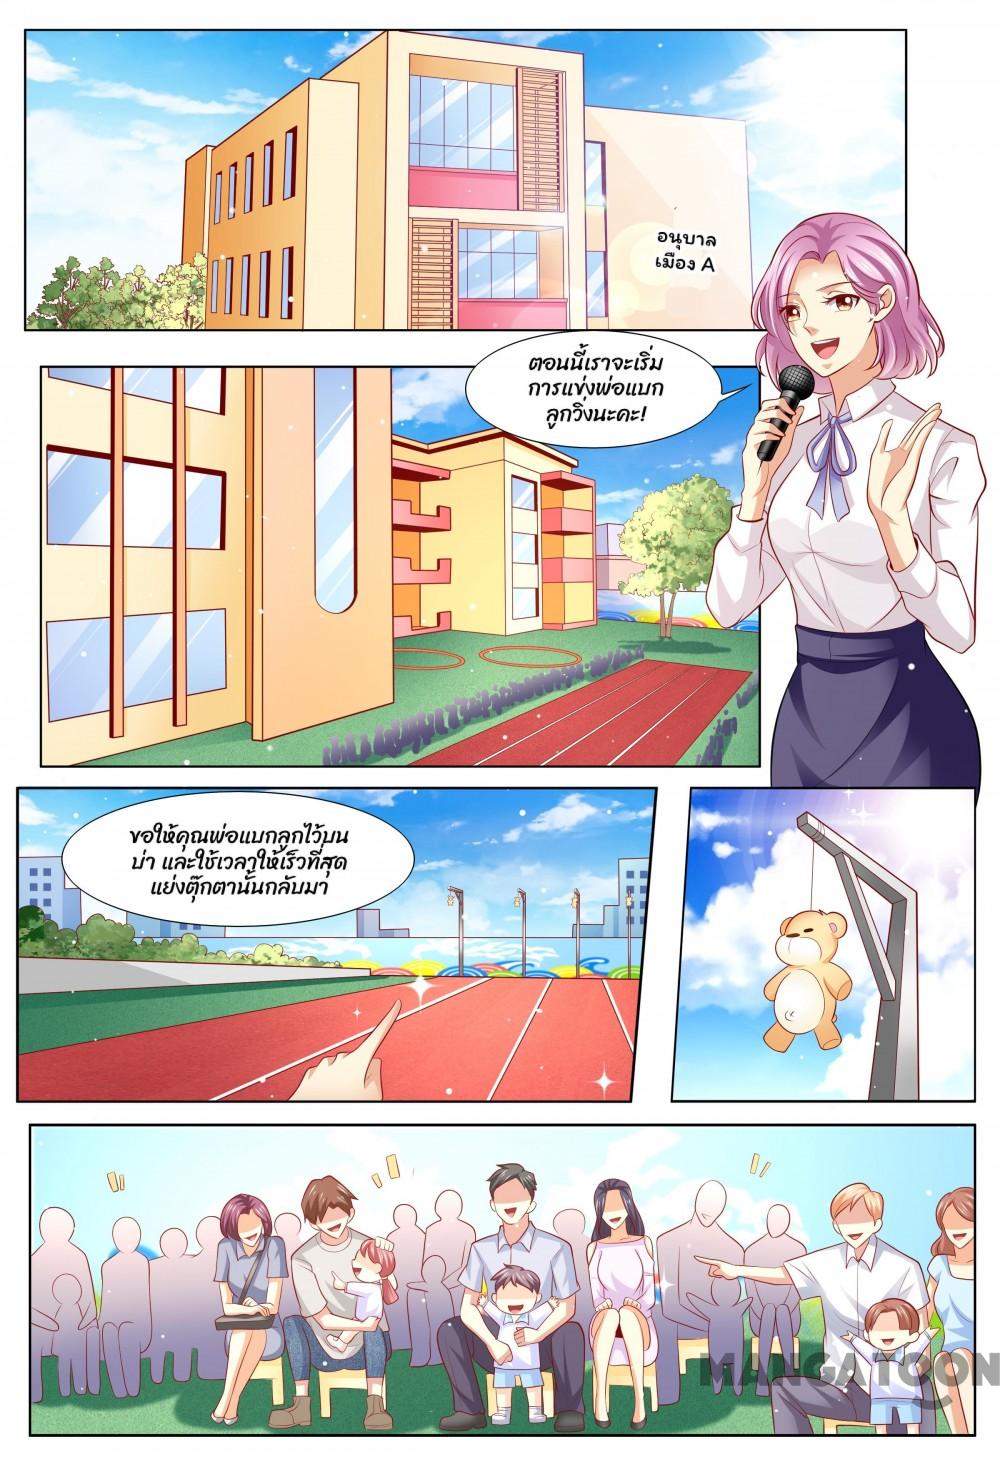 อนุบาล
เมือง A
ตอนนี้เราจะเริ่ม
การแข่งพ่อแบก
ลูกวิ่งนะคะ!
ขอให้คุณพ่อแบกลูกไว้บน
บ่า และใช้เวลาให้เร็วที่สุด
แย่งตุ๊กตานั้นกลับมา
MANGATOON